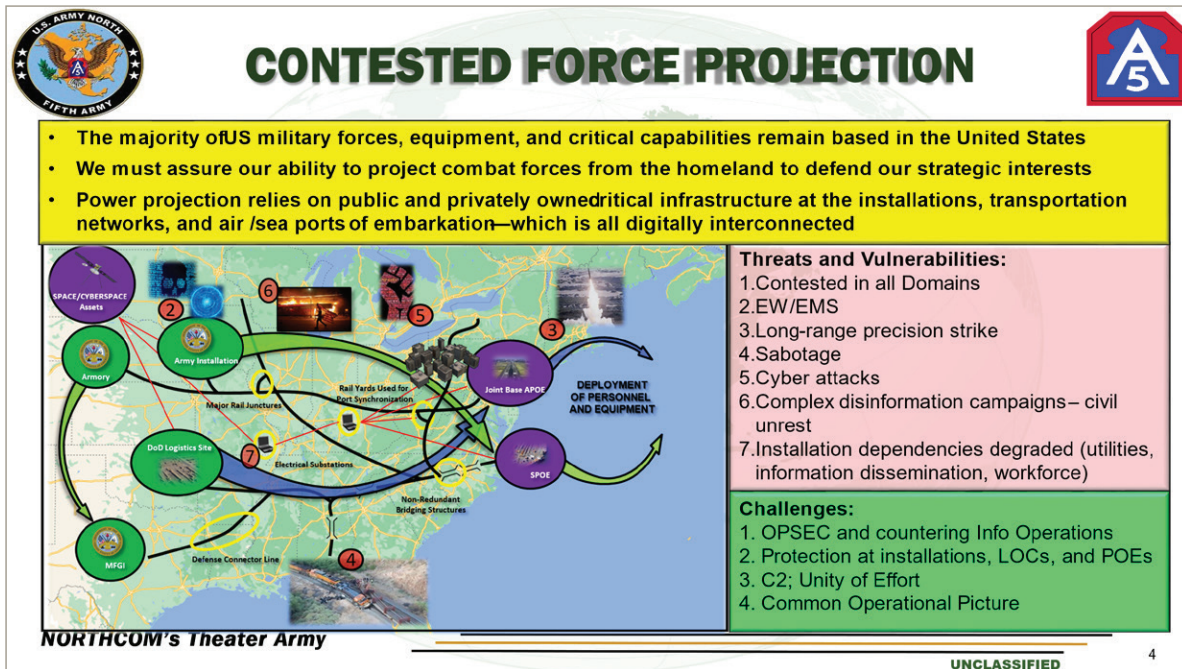 U.S. ARMY NORTH
A
5
FIFTH ARMY
CONTESTED FORCE PROJECTION
A
5
• The majority ofUS military forces, equipment, and critical capabilities remain based in the United States
• We must assure our ability to project combat forces from the homeland to defend our strategic interests
• Power projection relies on public and privately ownedritical infrastructure at the installations, transportation
networks, and air /sea ports of embarkation—which is all digitally interconnected
SPACE/CYBERSPACE
Assets
2
6
5
3
Army Installation
Armory
Major Rail Junctures
Rail Yards Used for
Port Synchronization
Joint Base APOE
DEPLOYMENT
OF PERSONNEL
AND EQUIPMENT
DoD Logistics Site
7
Electrical Substations
SPOE
Non-Redundant
Bridging Structures
MFGI
Defense Connector Line
4
Threats and Vulnerabilities:
1.Contested in all Domains
2.EW/EMS
3.Long-range precision strike
4.Sabotage
5.Cyber attacks
6.Complex disinformation campaigns – civil
unrest
7.Installation dependencies degraded (utilities,
information dissemination, workforce)
Challenges:
1. OPSEC and countering Info Operations
2. Protection at installations, LOCs, and POEs
3. C2; Unity of Effort
4. Common Operational Picture
NORTHCOM's Theater Army
4
UNCLASSIFIED